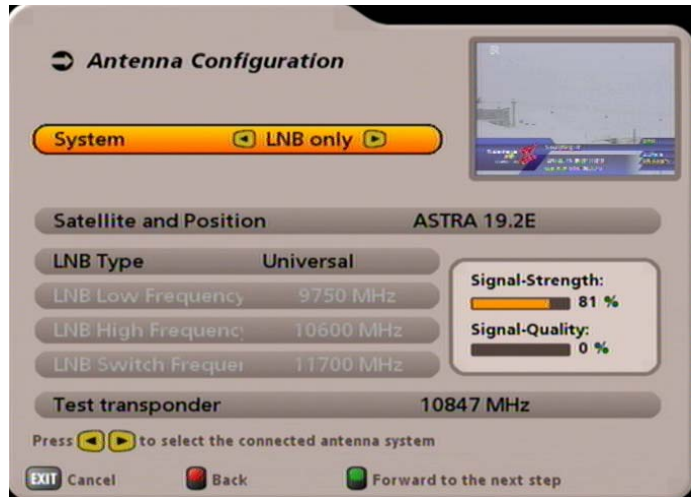 Antenna Configuration
System LNB only
Satellite and Position ASTRA 19.2E
LNB Type Universal
LNB Low Frequency 9750 MHz
LNB High Frequenc 10600 MHz
LNB Switch Frequer 11700 MHz
Signal-Strength:
81 %
Signal-Quality:
0 %
Test transponder 10847 MHz
Press to select the connected antenna system
EXIT Cancel Back Forward to the next step